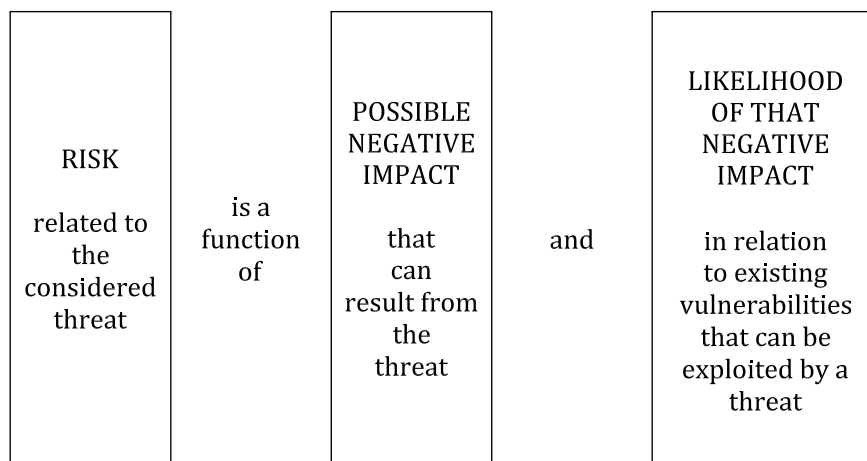 RISK
related to
the
considered
threat
is a
function
of
POSSIBLE
NEGATIVE
IMPACT
that
can
result from
the
threat
and
LIKELIHOOD
OF THAT
NEGATIVE
IMPACT
in relation
to existing
vulnerabilities
that can be
exploited by a
threat